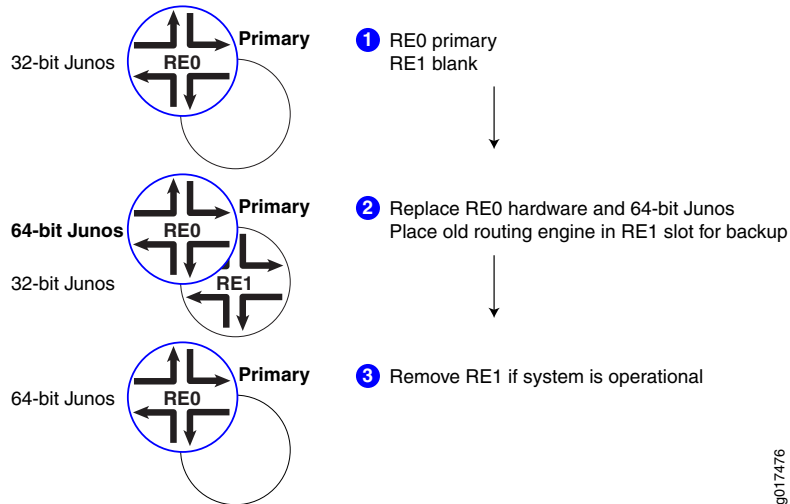 Primary
32-bit Junos
RE0
1 RE0 primary
RE1 blank
Primary
64-bit Junos
RE0
32-bit Junos
RE1
2 Replace RE0 hardware and 64-bit Junos
Place old routing engine in RE1 slot for backup
Primary
64-bit Junos
RE0
3 Remove RE1 if system is operational
g017476